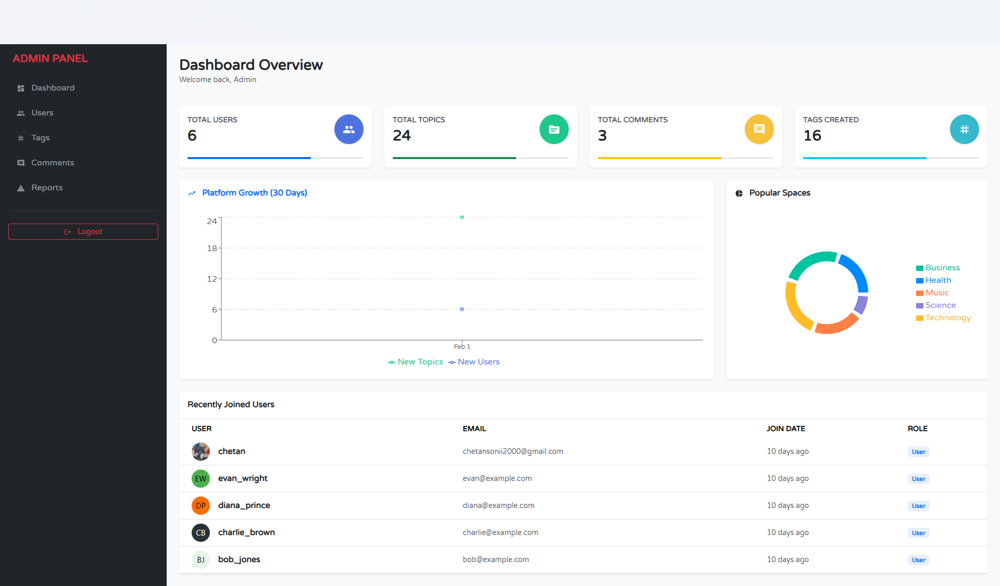 ADMIN PANEL
Dashboard
Users
Tags
Comments
Reports
Logout
Dashboard Overview
Welcome back, Admin
TOTAL USERS
6
TOTAL TOPICS
24
TOTAL COMMENTS
3
TAGS CREATED
16
Platform Growth (30 Days)
24
18
12
6
0
Feb 1
New Topics New Users
Popular Spaces
Business
Health
Music
Science
Technology
Recently Joined Users
USER EMAIL JOIN DATE ROLE
chetan chetansonii2000@gmail.com 10 days ago User
EW evan_wright evan@example.com 10 days ago User
DP diana_prince diana@example.com 10 days ago User
CB charlie_brown charlie@example.com 10 days ago User
BJ bob_jones bob@example.com 10 days ago User